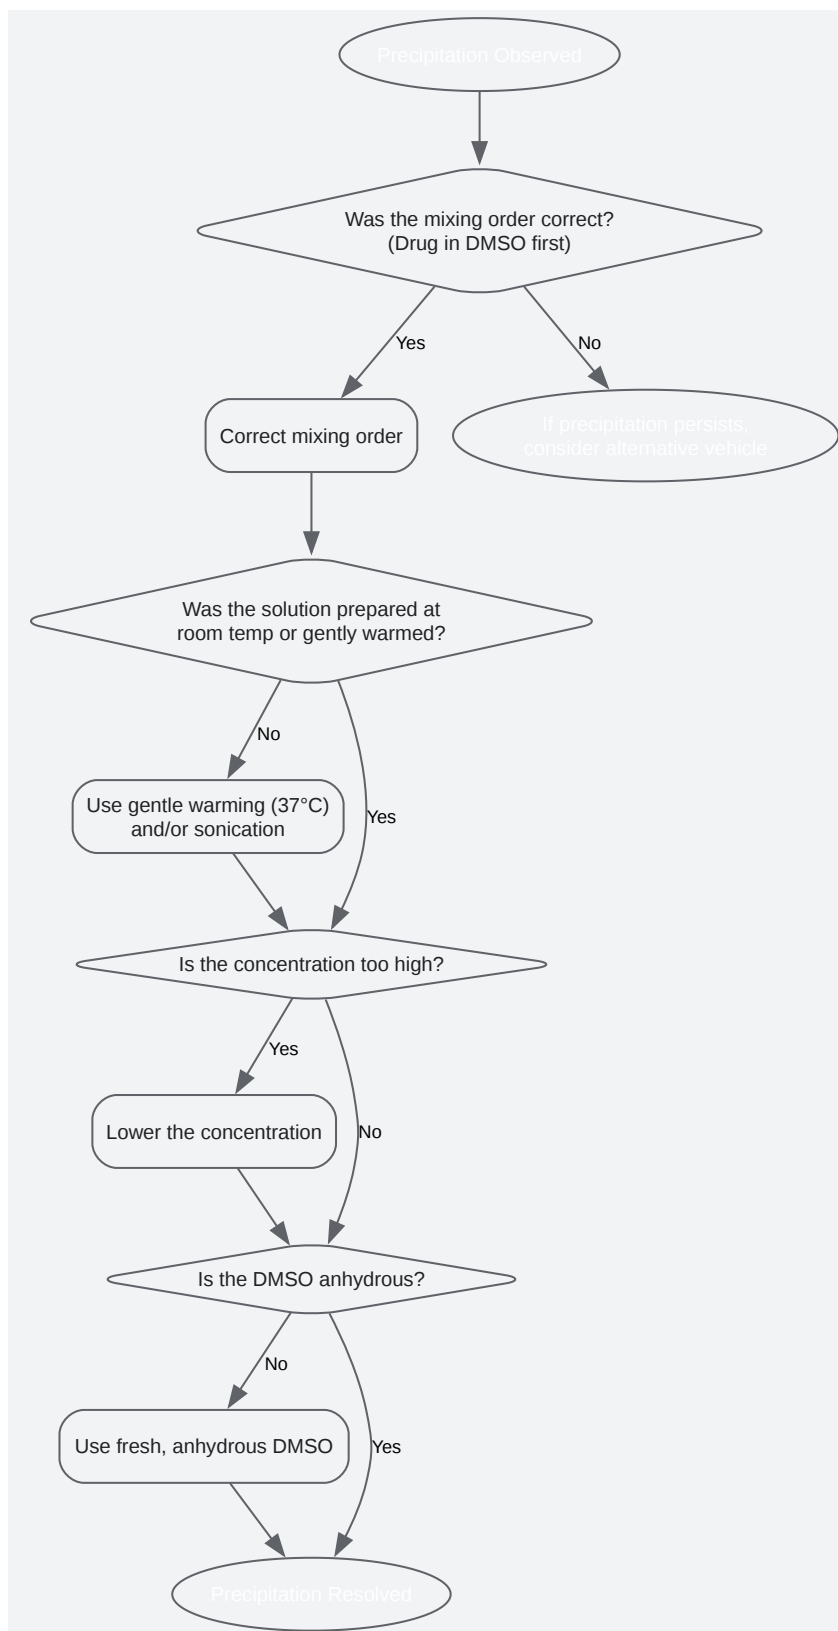 Precipitation Observed
Was the mixing order correct?
(Drug in DMSO first)
Yes
No
Correct mixing order
If precipitation persists,
consider alternative vehicle
Was the solution prepared at
room temp or gently warmed?
No
Use gentle warming (37°C)
and/or sonication
Yes
Is the concentration too high?
Yes
Lower the concentration
No
Is the DMSO anhydrous?
No
Use fresh, anhydrous DMSO
Yes
Precipitation Resolved